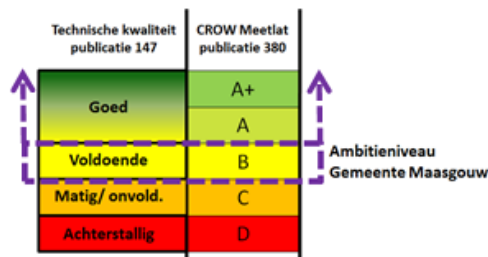 Technische kwaliteit
publicatie 147
CROW Meetlat
publicatie 380
Goed
A+
A
Voldoende
B
Matig/ onvold.
C
Achterstallig
D
Ambitieniveau
Gemeente Maasgouw